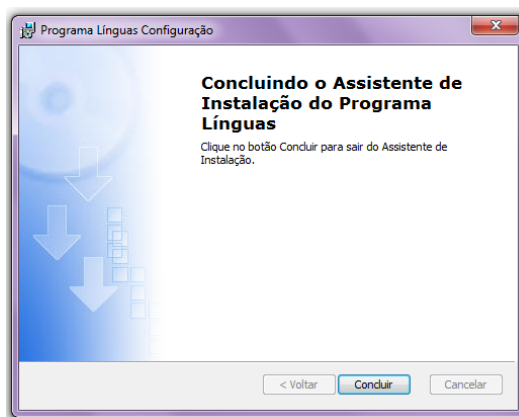 Programa Línguas Configuração
Concluindo o Assistente de
Instalação do Programa
Línguas
Clique no botão Concluir para sair do Assistente de
Instalação.
< Voltar
Concluir
Cancelar